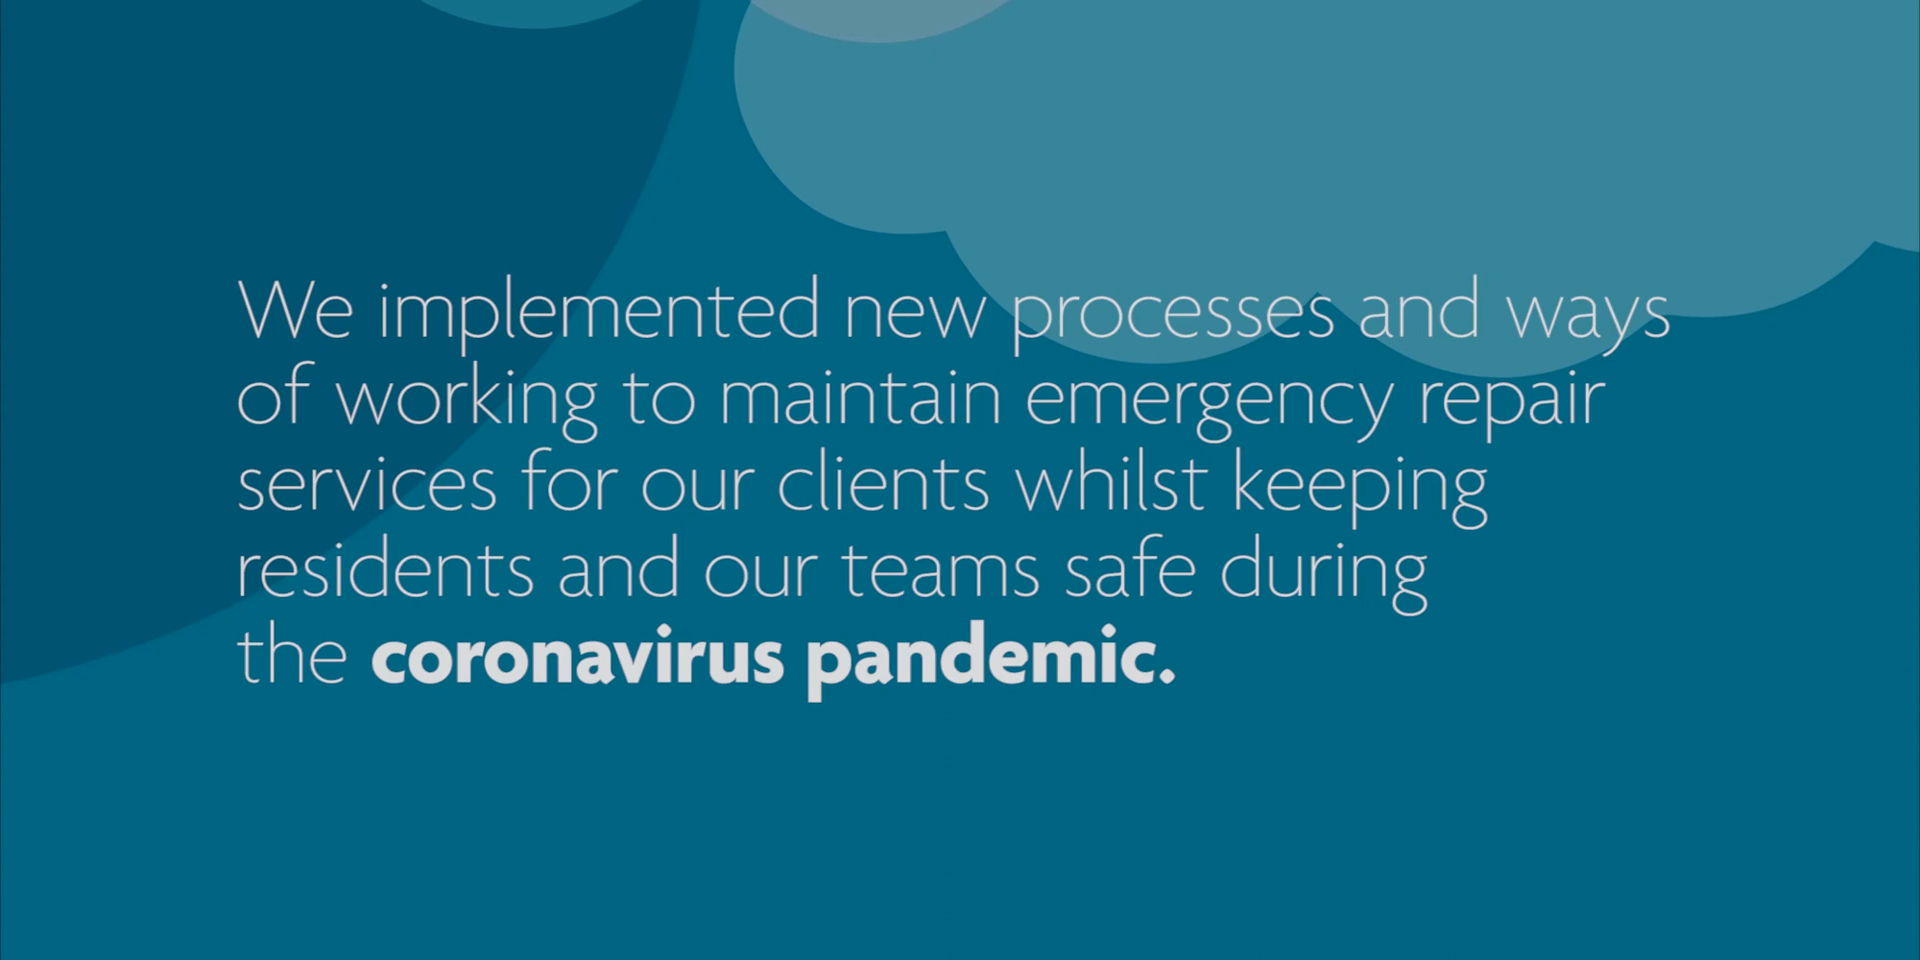 We implemented new processes and ways
of working to maintain emergency repair
services for our clients whilst keeping
residents and our teams safe during
the coronavirus pandemic.